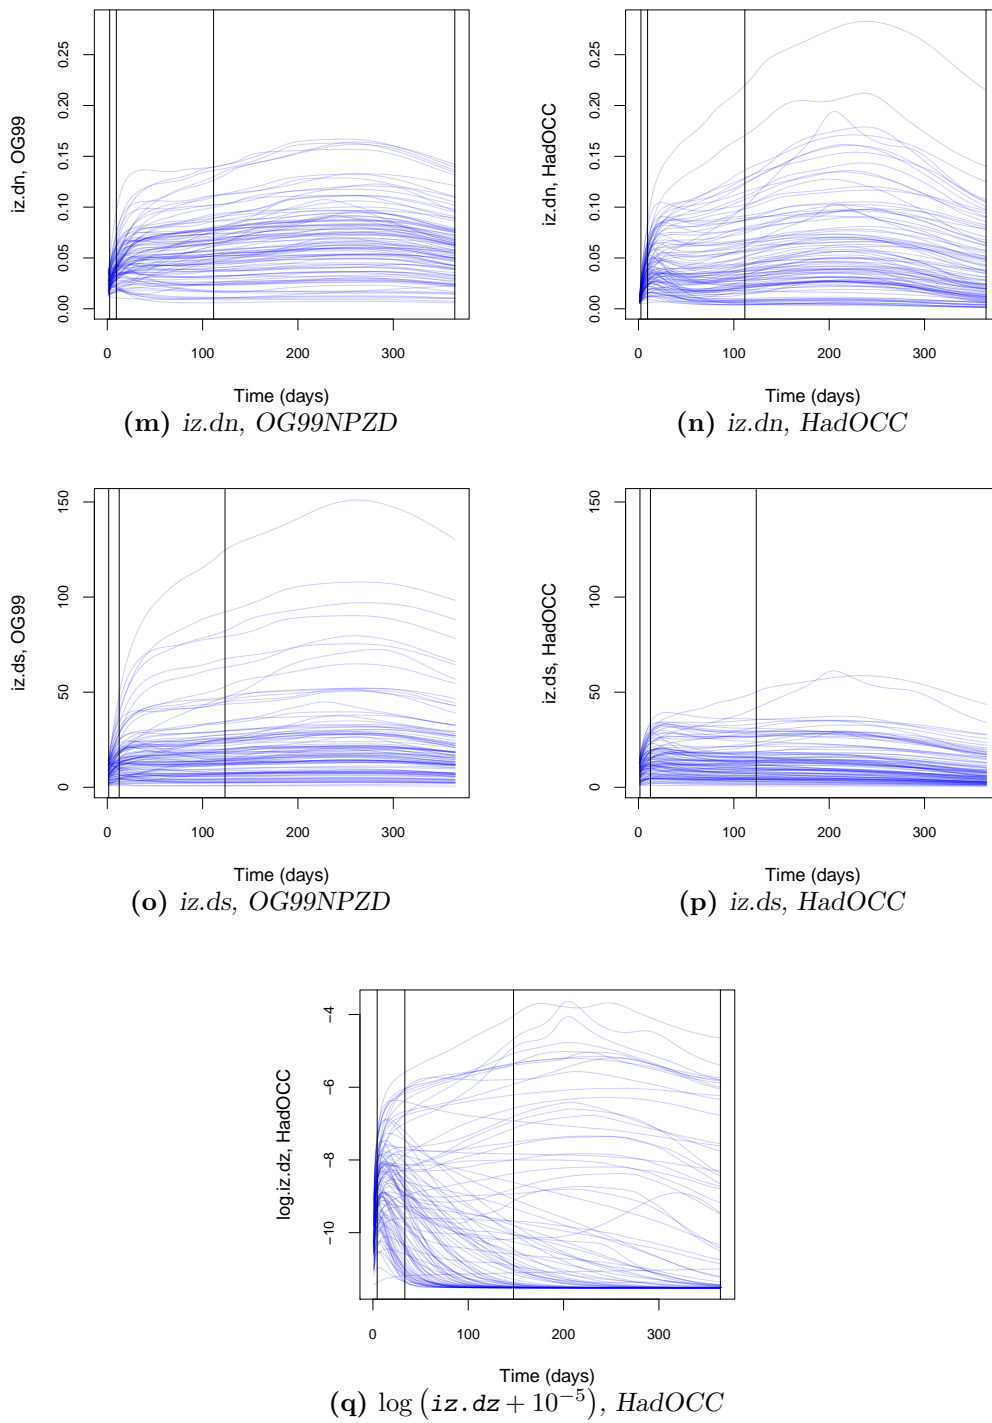 iz.dn, OG99
0.00 0.05 0.10 0.15 0.20 0.25
0 100 200 300
Time (days)
(m) iz.dn, OG99NPZD
iz.dn, HadOCC
0.00 0.05 0.10 0.15 0.20 0.25
0 100 200 300
Time (days)
(n) iz.dn, HadOCC
iz.ds, OG99
0 50 100 150
0 100 200 300
Time (days)
(o) iz.ds, OG99NPZD
iz.ds, HadOCC
0 50 100 150
0 100 200 300
Time (days)
(p) iz.ds, HadOCC
log.iz.dz, HadOCC
−10 −8 −6 −4
0 100 200 300
Time (days)
(q) log (iz.dz + 10⁻⁵), HadOCC